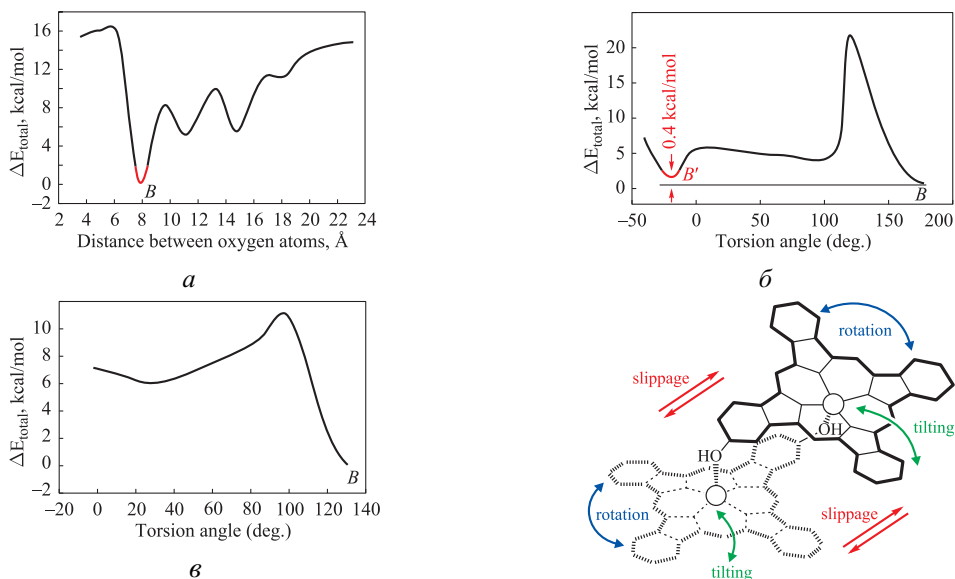 ΔE_total, kcal/mol
16
12
8
4
0
−2
2 4 6 8 10 12 14 16 18 20 22 24
B
Distance between oxygen atoms, Å
а
ΔE_total, kcal/mol
20
15
10
5
0
0.4 kcal/mol
B′
B
−50 0 50 100 150 200
Torsion angle (deg.)
б
ΔE_total, kcal/mol
10
8
6
4
2
0
−2
B
−20 0 20 40 60 80 100 120 140
Torsion angle (deg.)
в
rotation
slippage
OH
tilting
HO
rotation
slippage
tilting